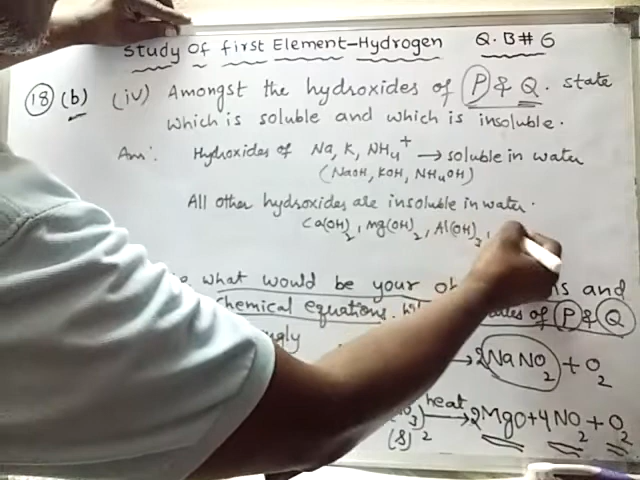 Study Of First Element-Hydrogen Q.B# 6
18 (b) (iv) Amongst the hydroxides of P & Q. state
which is soluble and which is insoluble.
Ans: Hydroxides of Na, K, NH₄⁺ → soluble in water
(NaOH, KOH, NH₄OH)
All other hydroxides are insoluble in water.
Ca(OH)₂, Mg(OH)₂, Al(OH)₃,
what would be your and
chemical equations. of P & Q
→ 2NaNO₂ + O₂
heat → 2MgO + 4NO₂ + O₂
(s)